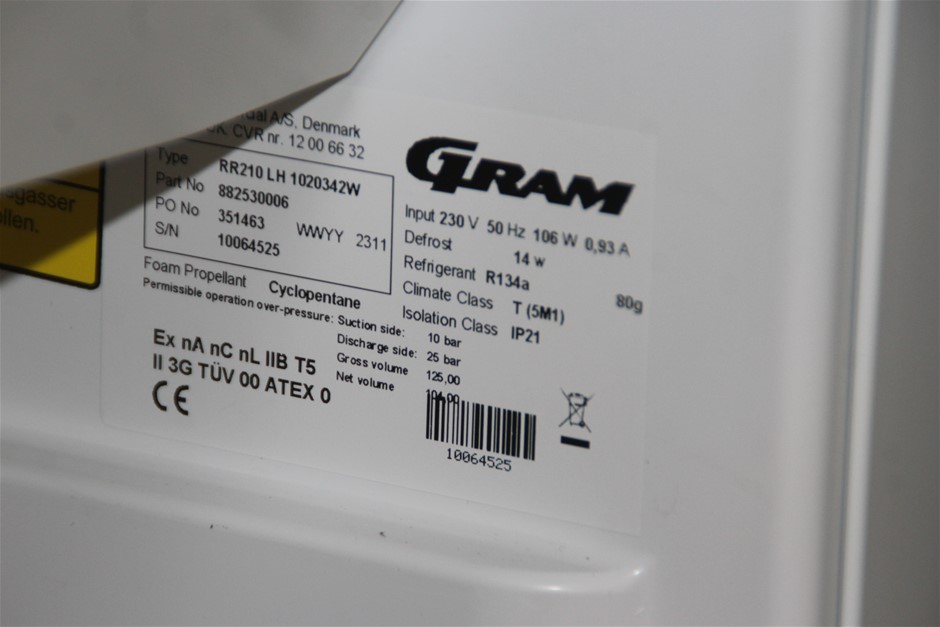 A/S, Denmark
CVR nr. 12 00 66 32
Type RR210 LH 1020342W
Part No 882530006
PO No 351463 WWYY 2311
S/N 10064525
Foam Propellant Cyclopentane
Permissible operation over-pressure: Suction side: 10 bar
Discharge side: 25 bar
Gross volume 125,00
Net volume
Ex nA nC nL IIB T5
II 3G TÜV 00 ATEX 0
CE
GRAM
Input 230 V 50 Hz 106 W 0,93 A
Defrost 14 w
Refrigerant R134a 80g
Climate Class T (5M1)
Isolation Class IP21
10064525